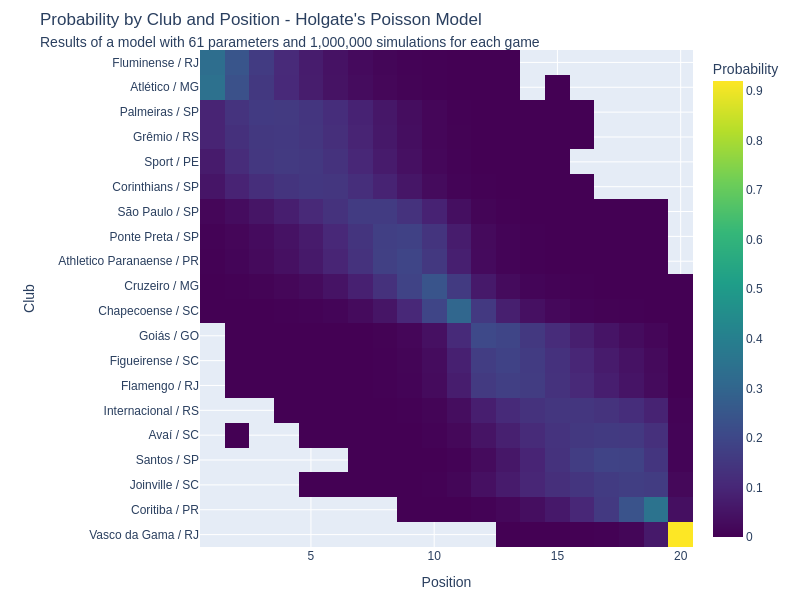 Probability by Club and Position - Holgate's Poisson Model
Results of a model with 61 parameters and 1,000,000 simulations for each game
Probability
Club
Fluminense / RJ
Atlético / MG
Palmeiras / SP
Grêmio / RS
Sport / PE
Corinthians / SP
São Paulo / SP
Ponte Preta / SP
Athletico Paranaense / PR
Cruzeiro / MG
Chapecoense / SC
Goiás / GO
Figueirense / SC
Flamengo / RJ
Internacional / RS
Avaí / SC
Santos / SP
Joinville / SC
Coritiba / PR
Vasco da Gama / RJ
0.9
0.8
0.7
0.6
0.5
0.4
0.3
0.2
0.1
0
5 10 15 20
Position